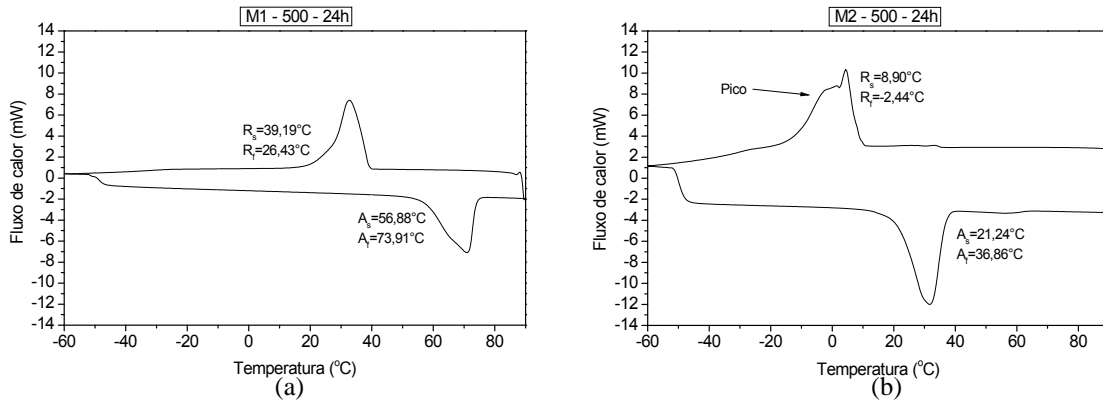 M1 - 500 - 24h
14
12
10
8
6
4
2
0
-2
-4
-6
-8
-10
-12
-14
Fluxo de calor (mW)
Rs=39,19°C
Rf=26,43°C
As=56,88°C
Af=73,91°C
-60 -40 -20 0 20 40 60 80
Temperatura (°C)
(a)
M2 - 500 - 24h
14
12
10
8
6
4
2
0
-2
-4
-6
-8
-10
-12
-14
Fluxo de calor (mW)
Pico
Rs=8,90°C
Rf=-2,44°C
As=21,24°C
Af=36,86°C
-60 -40 -20 0 20 40 60 80
Temperatura (°C)
(b)